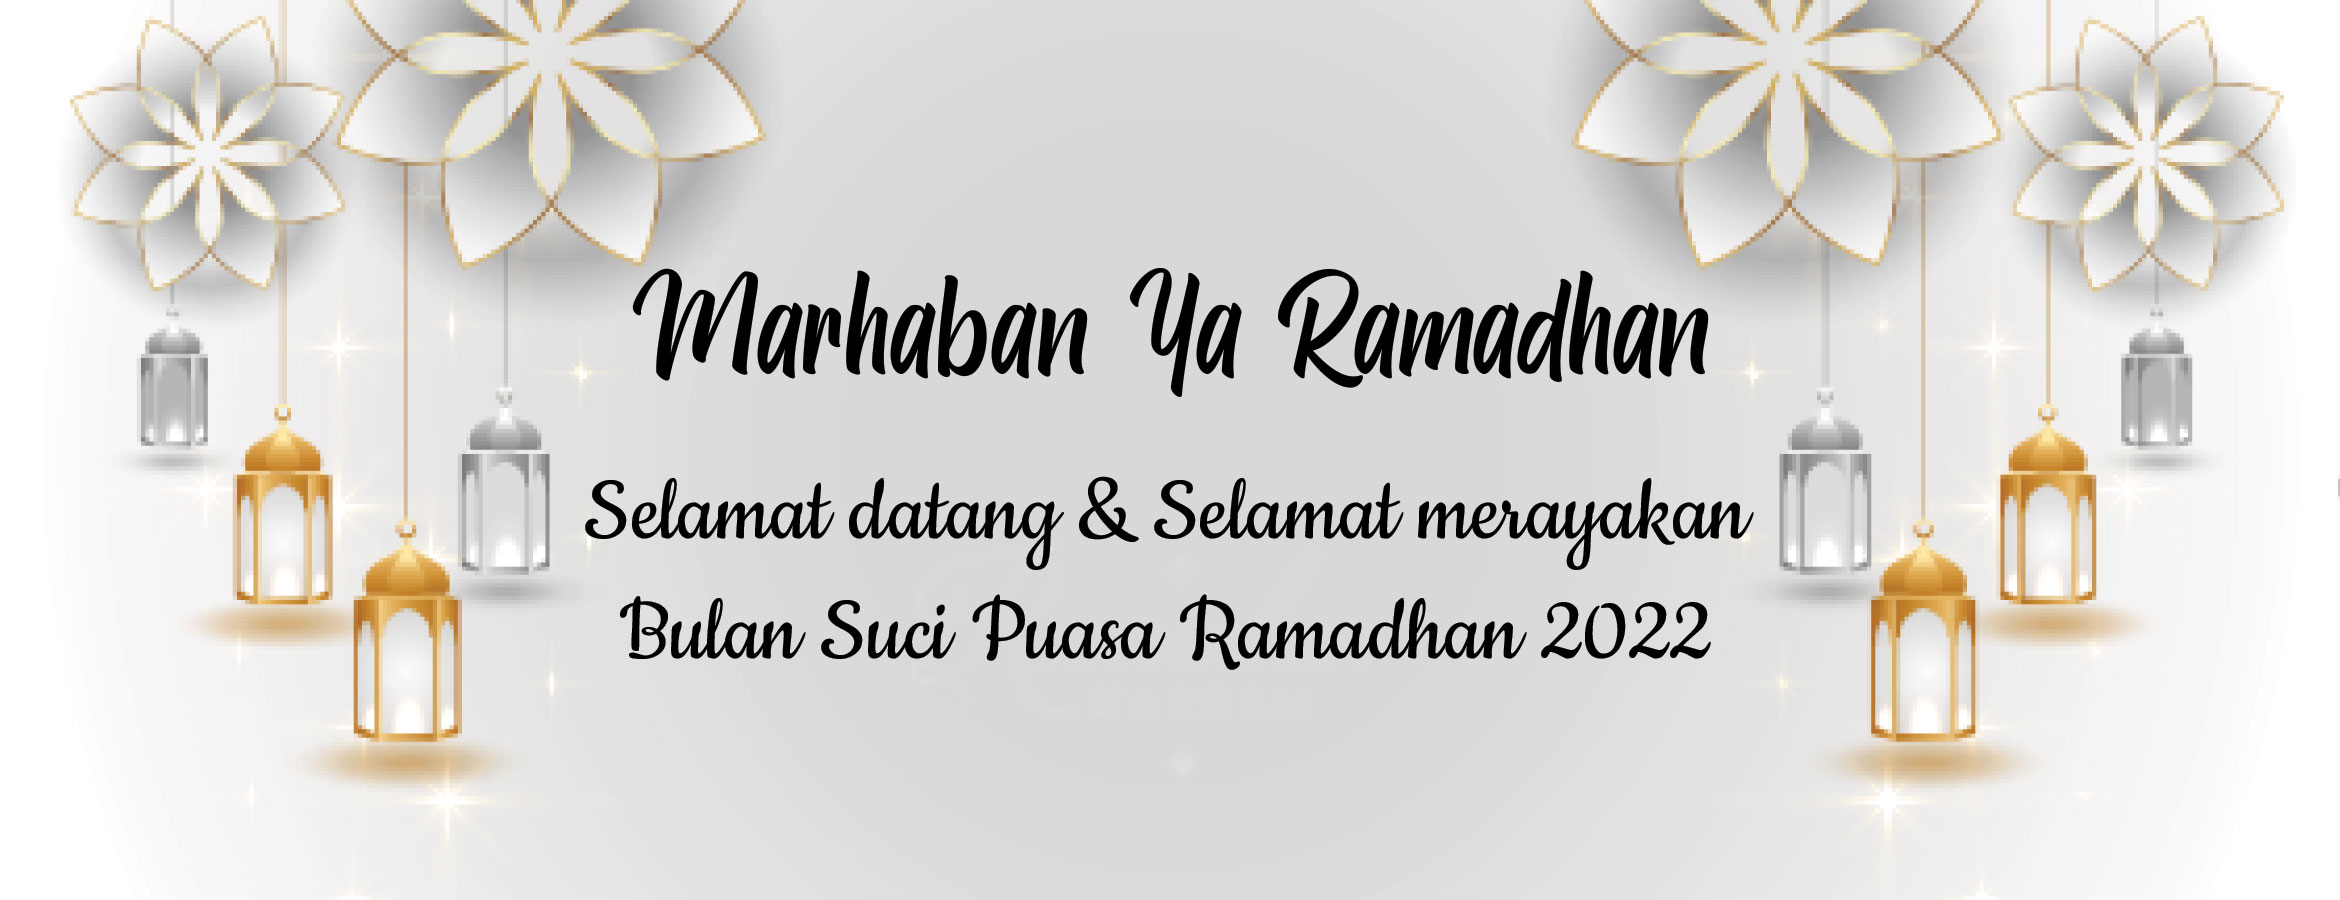 Marhaban Ya Ramadhan
Selamat datang & Selamat merayakan
Bulan Suci Puasa Ramadhan 2022